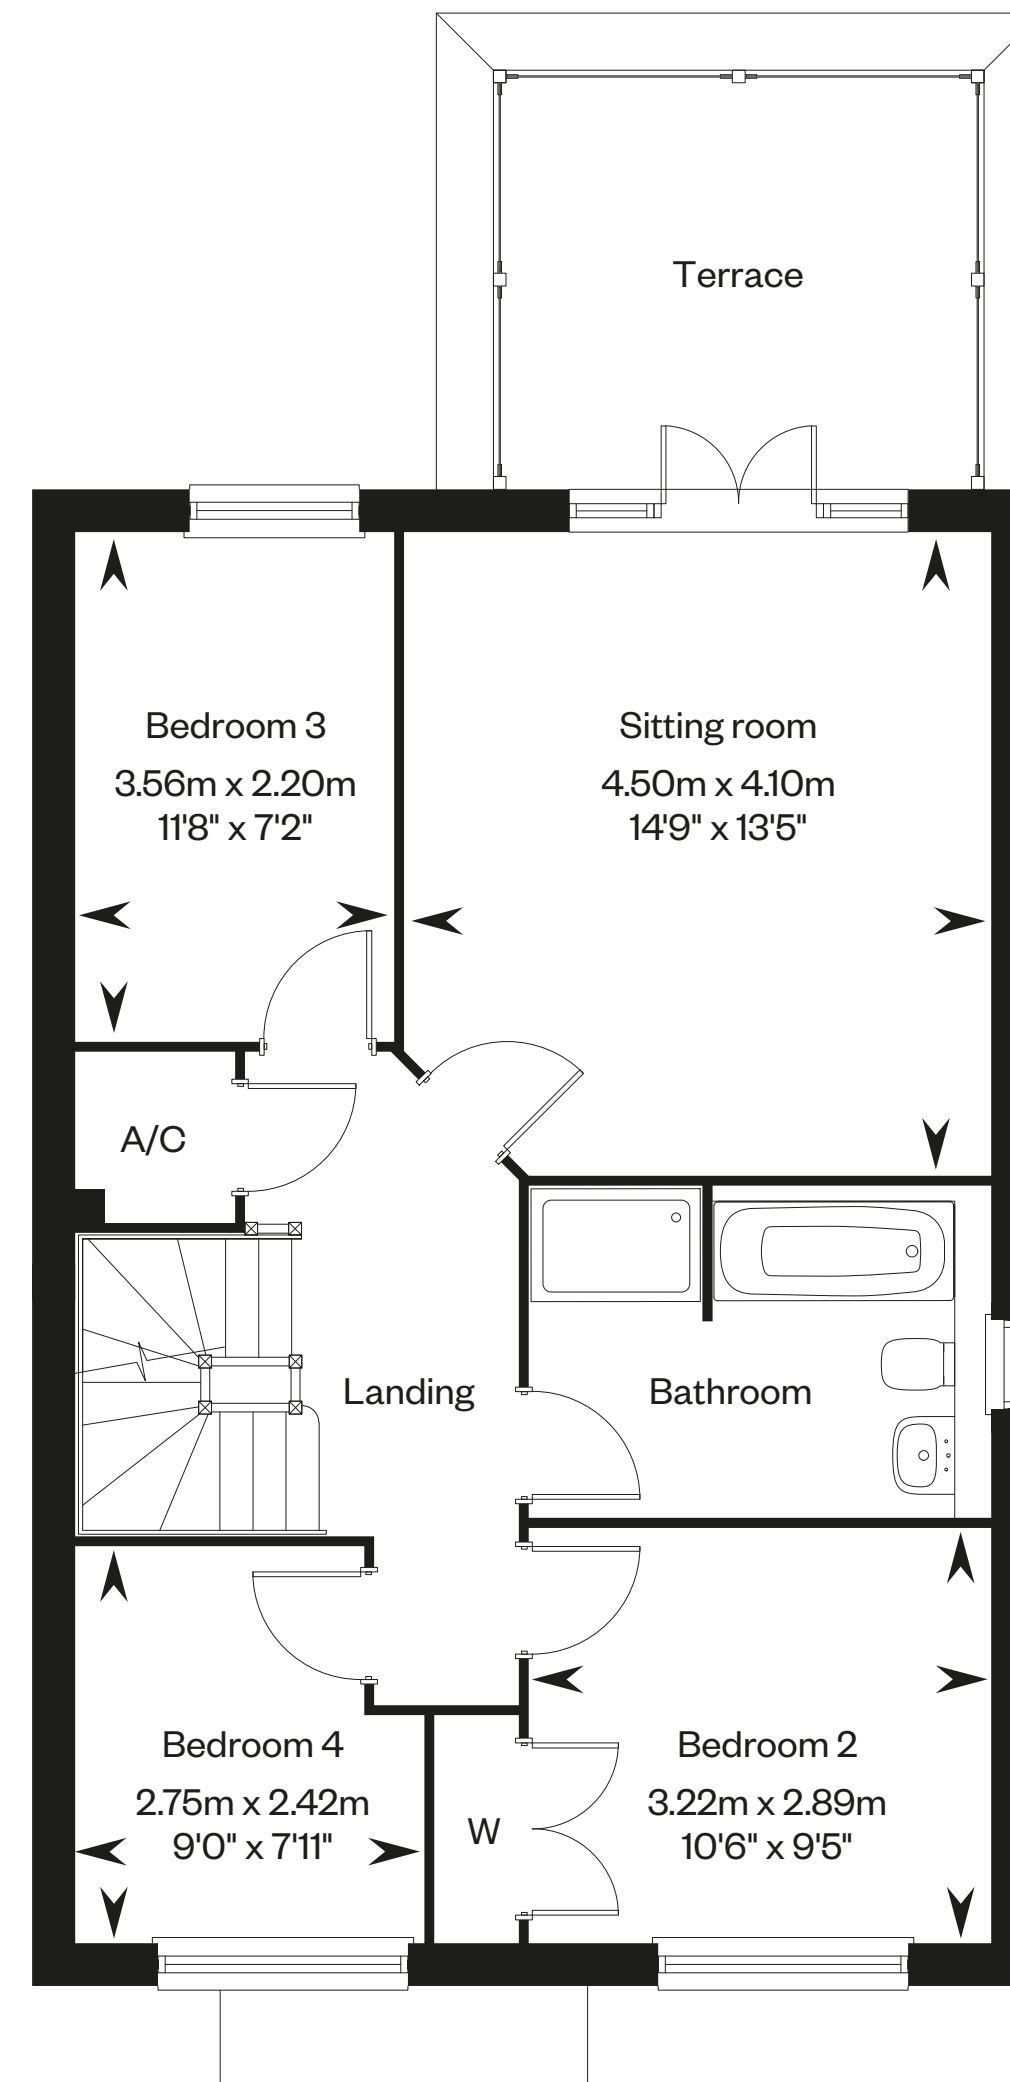 Terrace
Bedroom 3
3.56m x 2.20m
11'8" x 7'2"
Sitting room
4.50m x 4.10m
14'9" x 13'5"
A/C
Landing
Bathroom
Bedroom 4
2.75m x 2.42m
9'0" x 7'11"
W
Bedroom 2
3.22m x 2.89m
10'6" x 9'5"